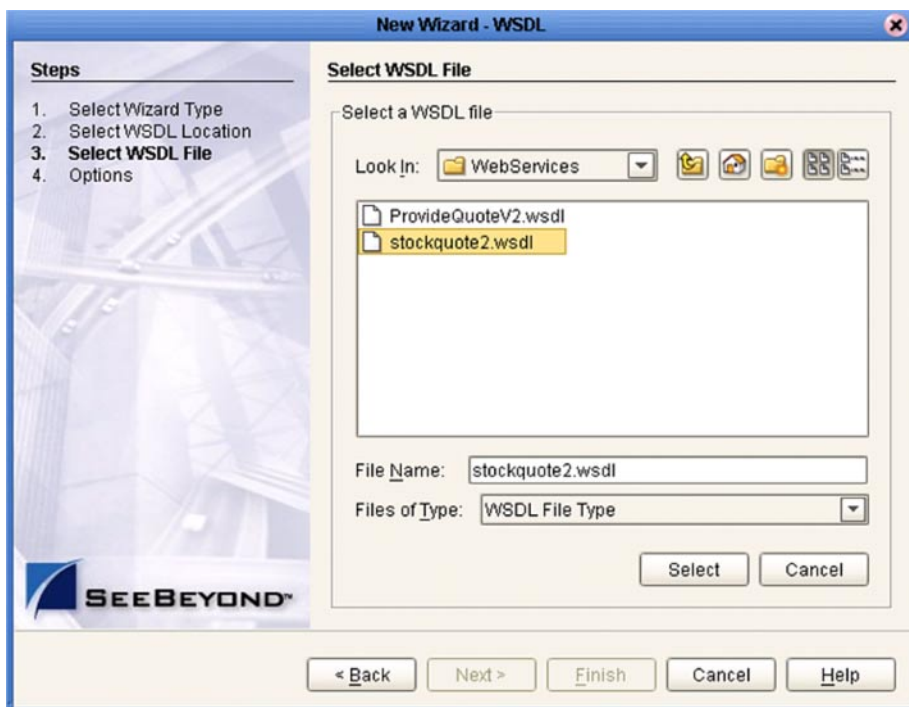 New Wizard - WSDL
Steps
1. Select Wizard Type
2. Select WSDL Location
3. Select WSDL File
4. Options
SEEBEYOND™
Select WSDL File
Select a WSDL file
Look In: WebServices
ProvideQuoteV2.wsdl
stockquote2.wsdl
File Name: stockquote2.wsdl
Files of Type: WSDL File Type
Select Cancel
< Back Next > Finish Cancel Help